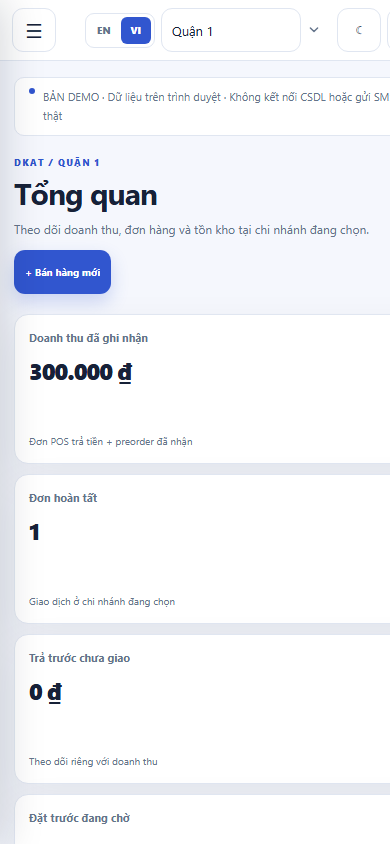 EN VI Quận 1
BẢN DEMO · Dữ liệu trên trình duyệt · Không kết nối CSDL hoặc gửi SM
thật
DKAT / QUẬN 1
Tổng quan
Theo dõi doanh thu, đơn hàng và tồn kho tại chi nhánh đang chọn.
+ Bán hàng mới
Doanh thu đã ghi nhận
300.000 ₫
Đơn POS trả tiền + preorder đã nhận
Đơn hoàn tất
1
Giao dịch ở chi nhánh đang chọn
Trả trước chưa giao
0 ₫
Theo dõi riêng với doanh thu
Đặt trước đang chờ